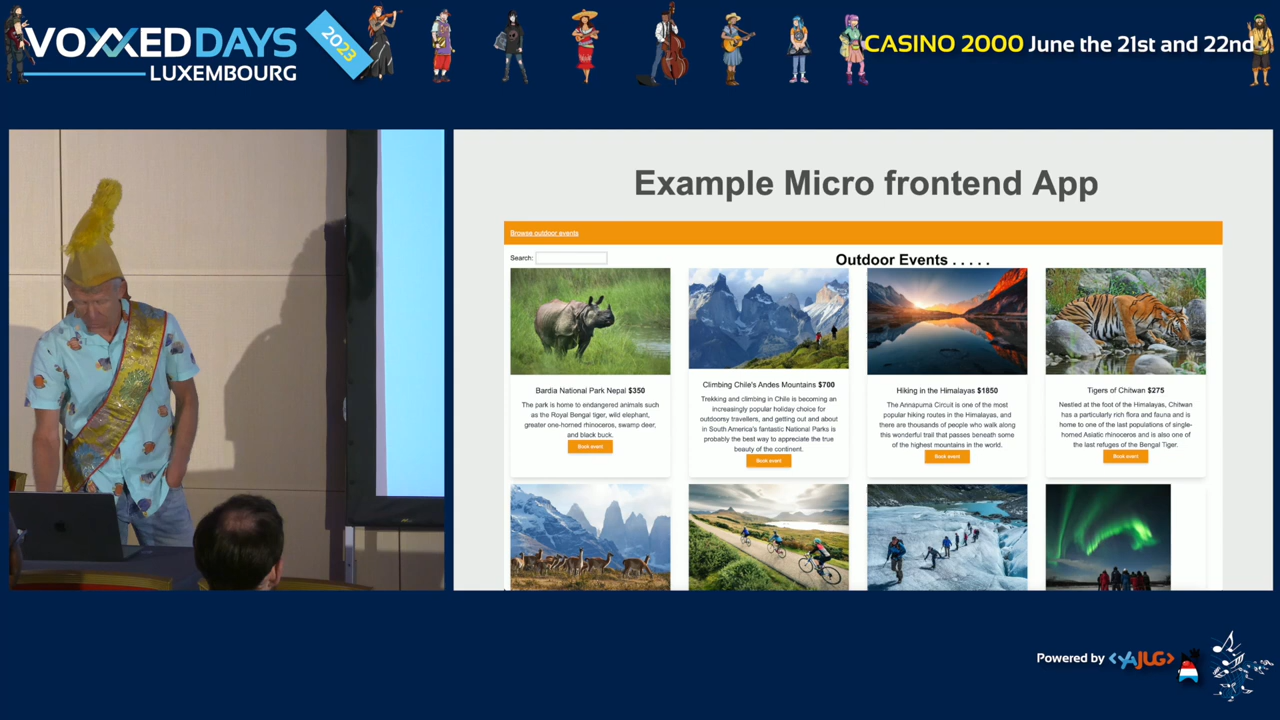 VOXXED DAYS
LUXEMBOURG
2023
CASINO 2000 June the 21st and 22nd
Example Micro frontend App
Browse outdoor events
Search:
Outdoor Events . . . . .
Bardia National Park Nepal $350
The park is home to endangered animals such
as the Royal Bengal tiger, wild elephant,
greater one-horned rhinoceros, swamp deer,
and black buck.
Book event
Climbing Chile's Andes Mountains $700
Trekking and climbing in Chile is becoming an
increasingly popular holiday choice for
outdoorsy travellers, and getting out and about
in South America's fantastic National Parks is
probably the best way to appreciate the true
beauty of the continent.
Book event
Hiking in the Himalayas $1850
The Annapurna Circuit is one of the most
popular hiking routes in the Himalayas, and
there are thousands of people who walk along
this wonderful trail that passes beneath some
of the highest mountains in the world.
Book event
Tigers of Chitwan $275
Nestled at the foot of the Himalayas, Chitwan
has a particularly rich flora and fauna and is
home to one of the last populations of single-
horned Asiatic rhinoceros and is also one of
the last refuges of the Bengal Tiger.
Book event
Powered by <YAJUG>